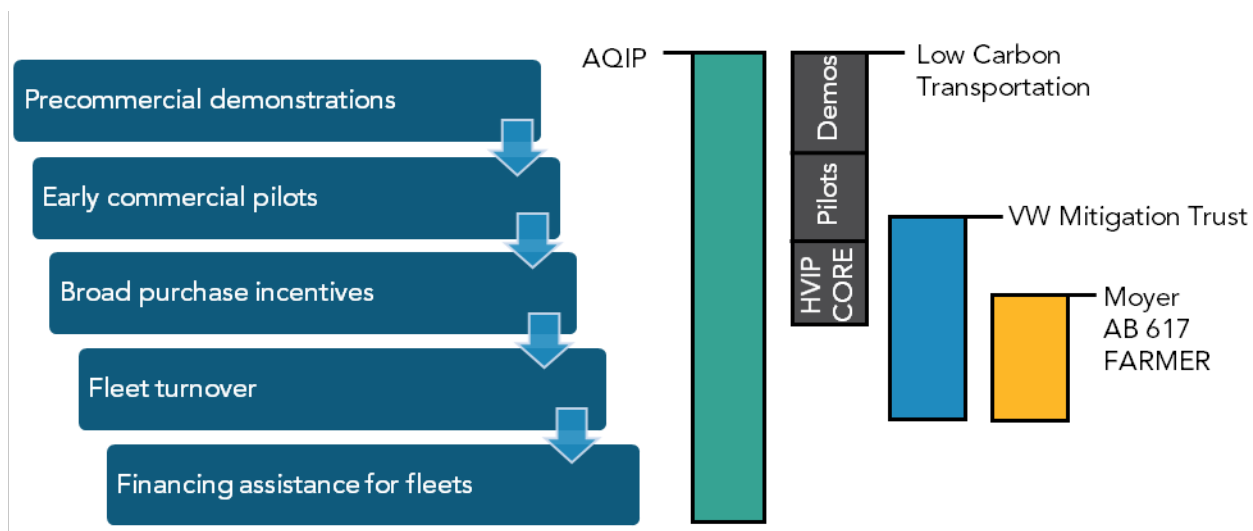 Precommercial demonstrations
Early commercial pilots
Broad purchase incentives
Fleet turnover
Financing assistance for fleets
AQIP
Demos
Pilots
HVIP
CORE
Low Carbon
Transportation
VW Mitigation Trust
Moyer
AB 617
FARMER